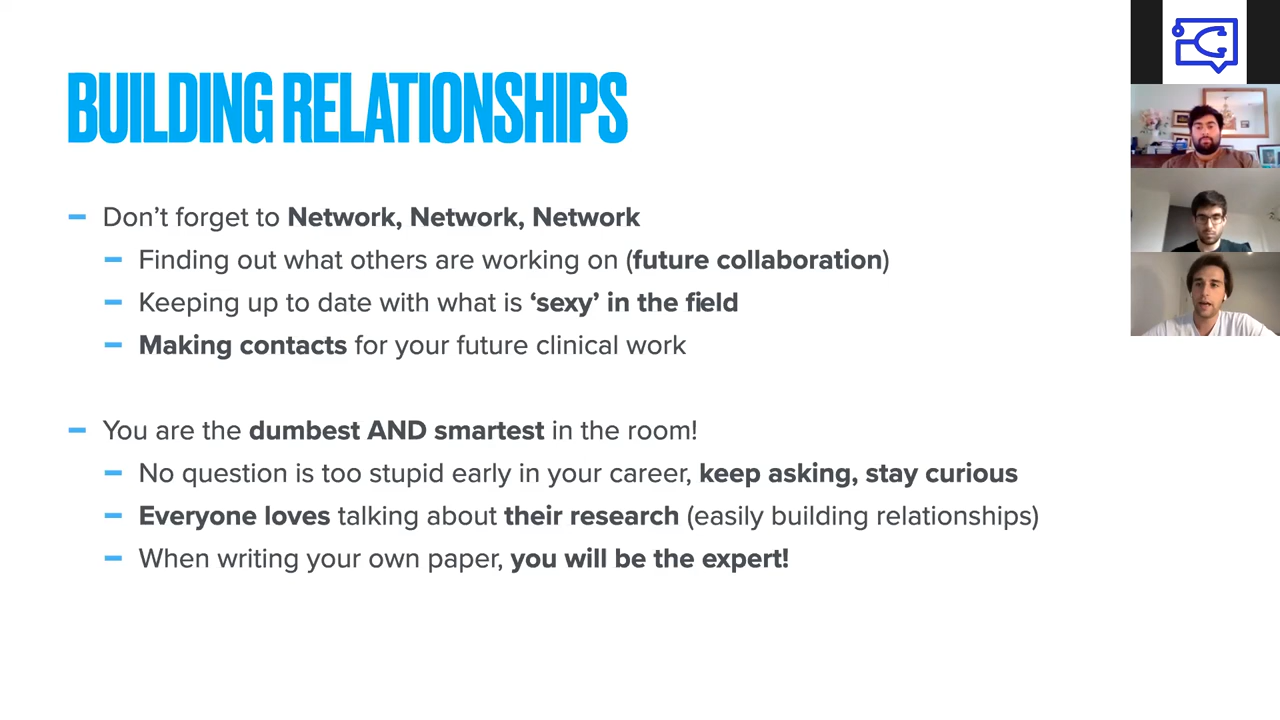 BUILDING RELATIONSHIPS
– Don’t forget to Network, Network, Network
– Finding out what others are working on (future collaboration)
– Keeping up to date with what is ‘sexy’ in the field
– Making contacts for your future clinical work
– You are the dumbest AND smartest in the room!
– No question is too stupid early in your career, keep asking, stay curious
– Everyone loves talking about their research (easily building relationships)
– When writing your own paper, you will be the expert!